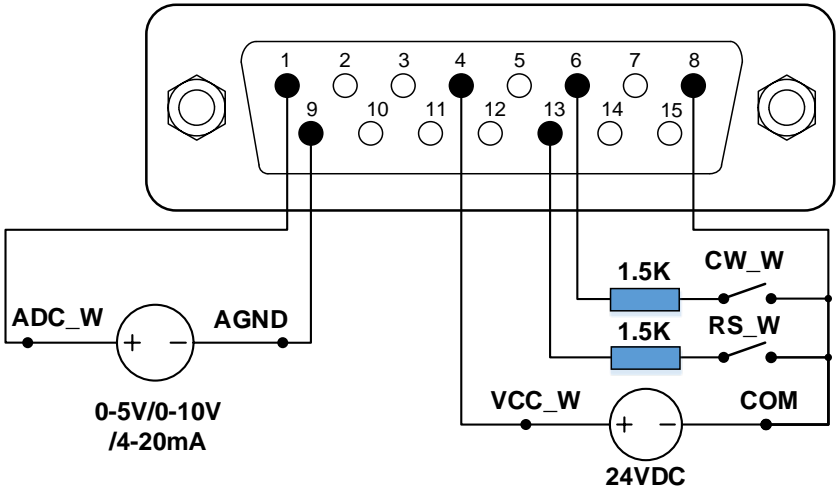 1 2 3 4 5 6 7 8
9 10 11 12 13 14 15
1.5K
CW_W
ADC_W
AGND
1.5K
RS_W
0-5V/0-10V
/4-20mA
VCC_W
COM
24VDC